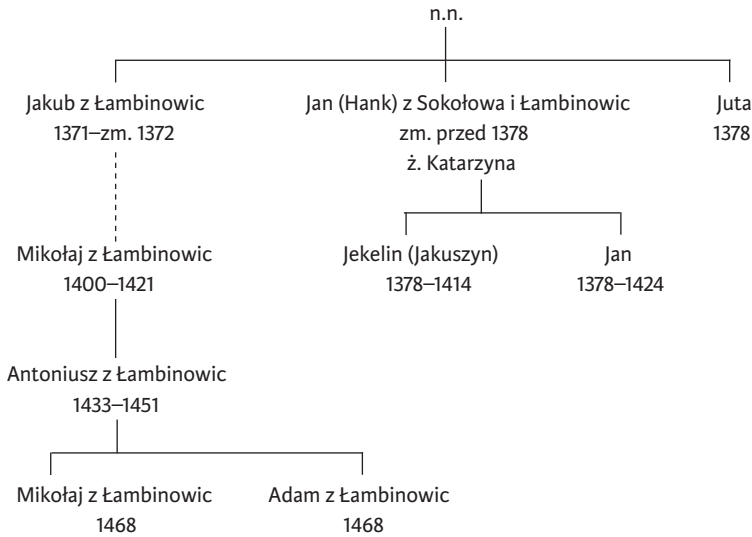 n.n.
Jakub z Łambinowic
1371–zm. 1372
Jan (Hank) z Sokołowa i Łambinowic
zm. przed 1378
ż. Katarzyna
Juta
1378
Mikołaj z Łambinowic
1400–1421
Jekelin (Jakuszyn)
1378–1414
Jan
1378–1424
Antoniusz z Łambinowic
1433–1451
Mikołaj z Łambinowic
1468
Adam z Łambinowic
1468